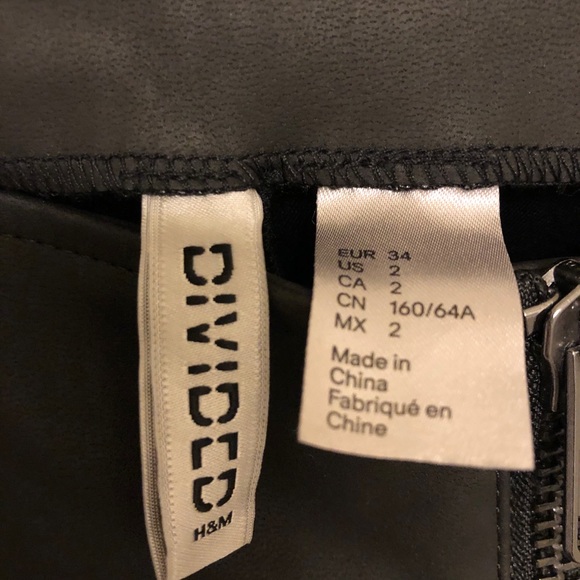 DIVIDED
H&M
EUR 34
US 2
CA 2
CN 160/64A
MX 2
Made in
China
Fabriqué en
Chine